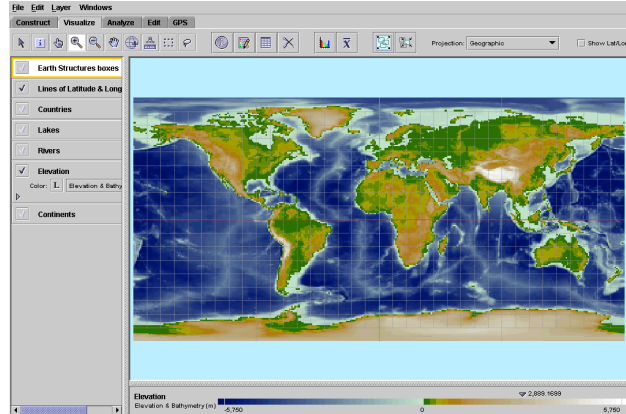 File Edit Layer Windows
Construct Visualize Analyze Edit GPS
Projection: Geographic Show Lat/Lon
Earth Structures boxes
Lines of Latitude & Long
Countries
Lakes
Rivers
Elevation
Color: L Elevation & Bathy
Continents
Elevation
Elevation & Bathymetry (m)
2,899.1699
-5,750 0 5,750